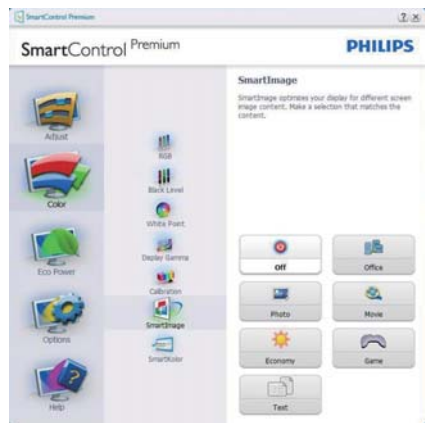 SmartControl Premium
SmartControl Premium
PHILIPS
Adjust
Color
Eco Power
Options
Help
RGB
Black Level
White Point
Display Gamma
Calibration
SmartImage
SmartKolor
SmartImage
SmartImage optimizes your display for different screen
image content. Make a selection that matches the
content.
Off
Office
Photo
Movie
Economy
Game
Text